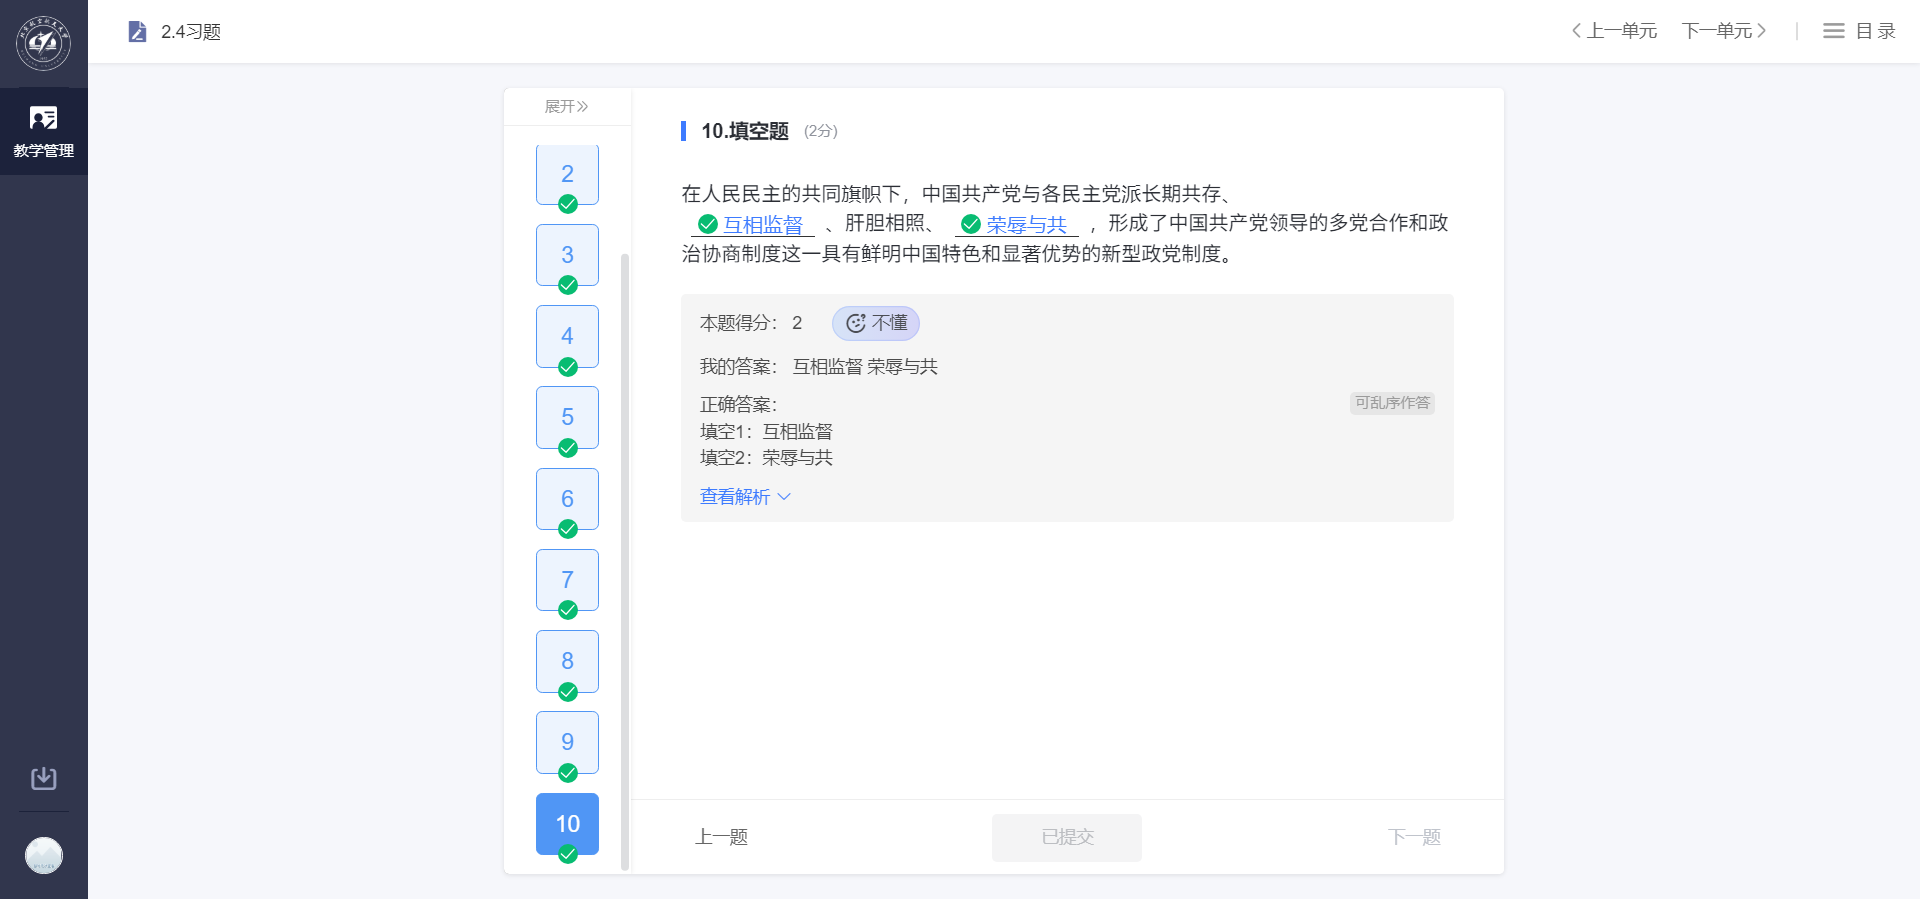 2.4习题
上一单元 下一单元 目录
教学管理
展开
2
3
4
5
6
7
8
9
10
10.填空题 (2分)
在人民民主的共同旗帜下，中国共产党与各民主党派长期共存、
互相监督 、肝胆相照、 荣辱与共 ，形成了中国共产党领导的多党合作和政
治协商制度这一具有鲜明中国特色和显著优势的新型政党制度。
本题得分： 2 不懂
我的答案： 互相监督 荣辱与共
正确答案： 可乱序作答
填空1：互相监督
填空2：荣辱与共
查看解析
上一题 已提交 下一题